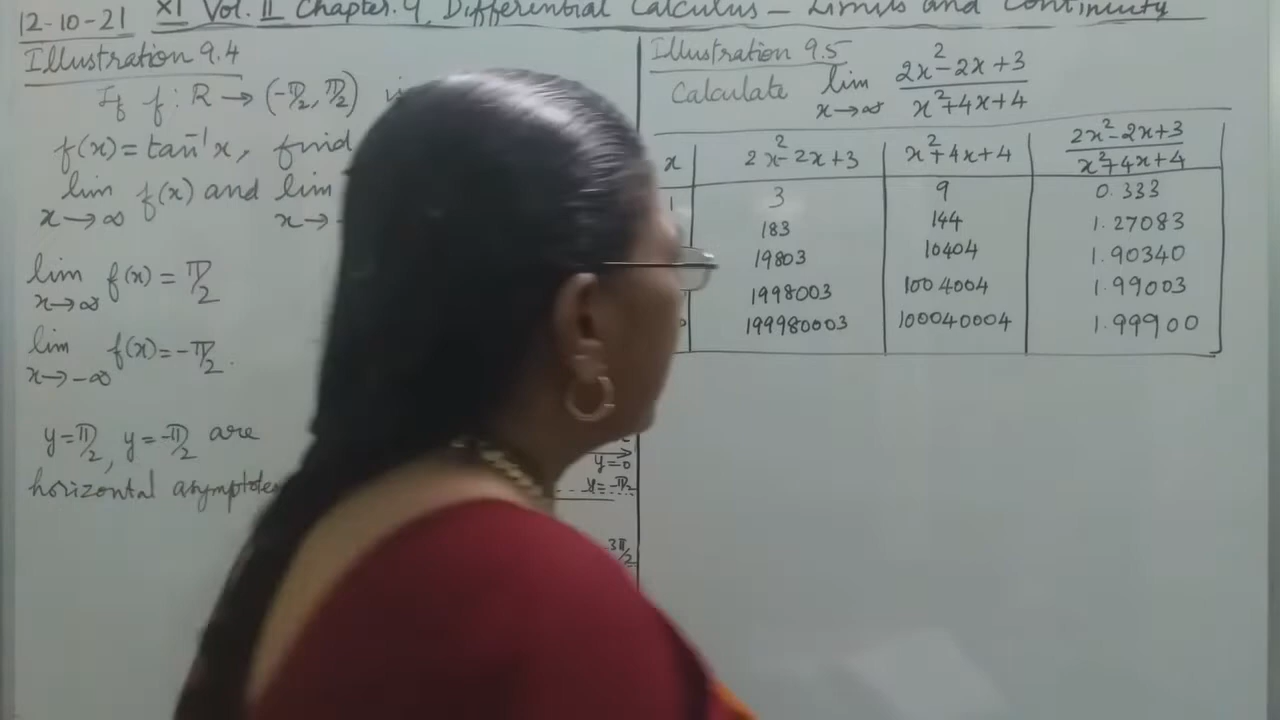 12-10-21 XI Vol. II Chapter.9, Differential Calculus - Limits and Continuity
Illustration 9.4
If f : R → (-π/2, π/2)
f(x) = tan⁻¹x, find
lim f(x) and lim
x → ∞ x → -
lim f(x) = π/2
x → ∞
lim f(x) = -π/2.
x → -∞
y = π/2, y = -π/2 are
horizontal asymptotes
y=0
y=-π/2
3π/2
Illustration 9.5
Calculate lim 2x²-2x+3
x → ∞ x²+4x+4
x 2x²-2x+3 x²+4x+4 2x²-2x+3
x²+4x+4
1 3 9 0.333
183 144 1.27083
19803 10404 1.90340
1998003 1004004 1.99003
199980003 100040004 1.99900